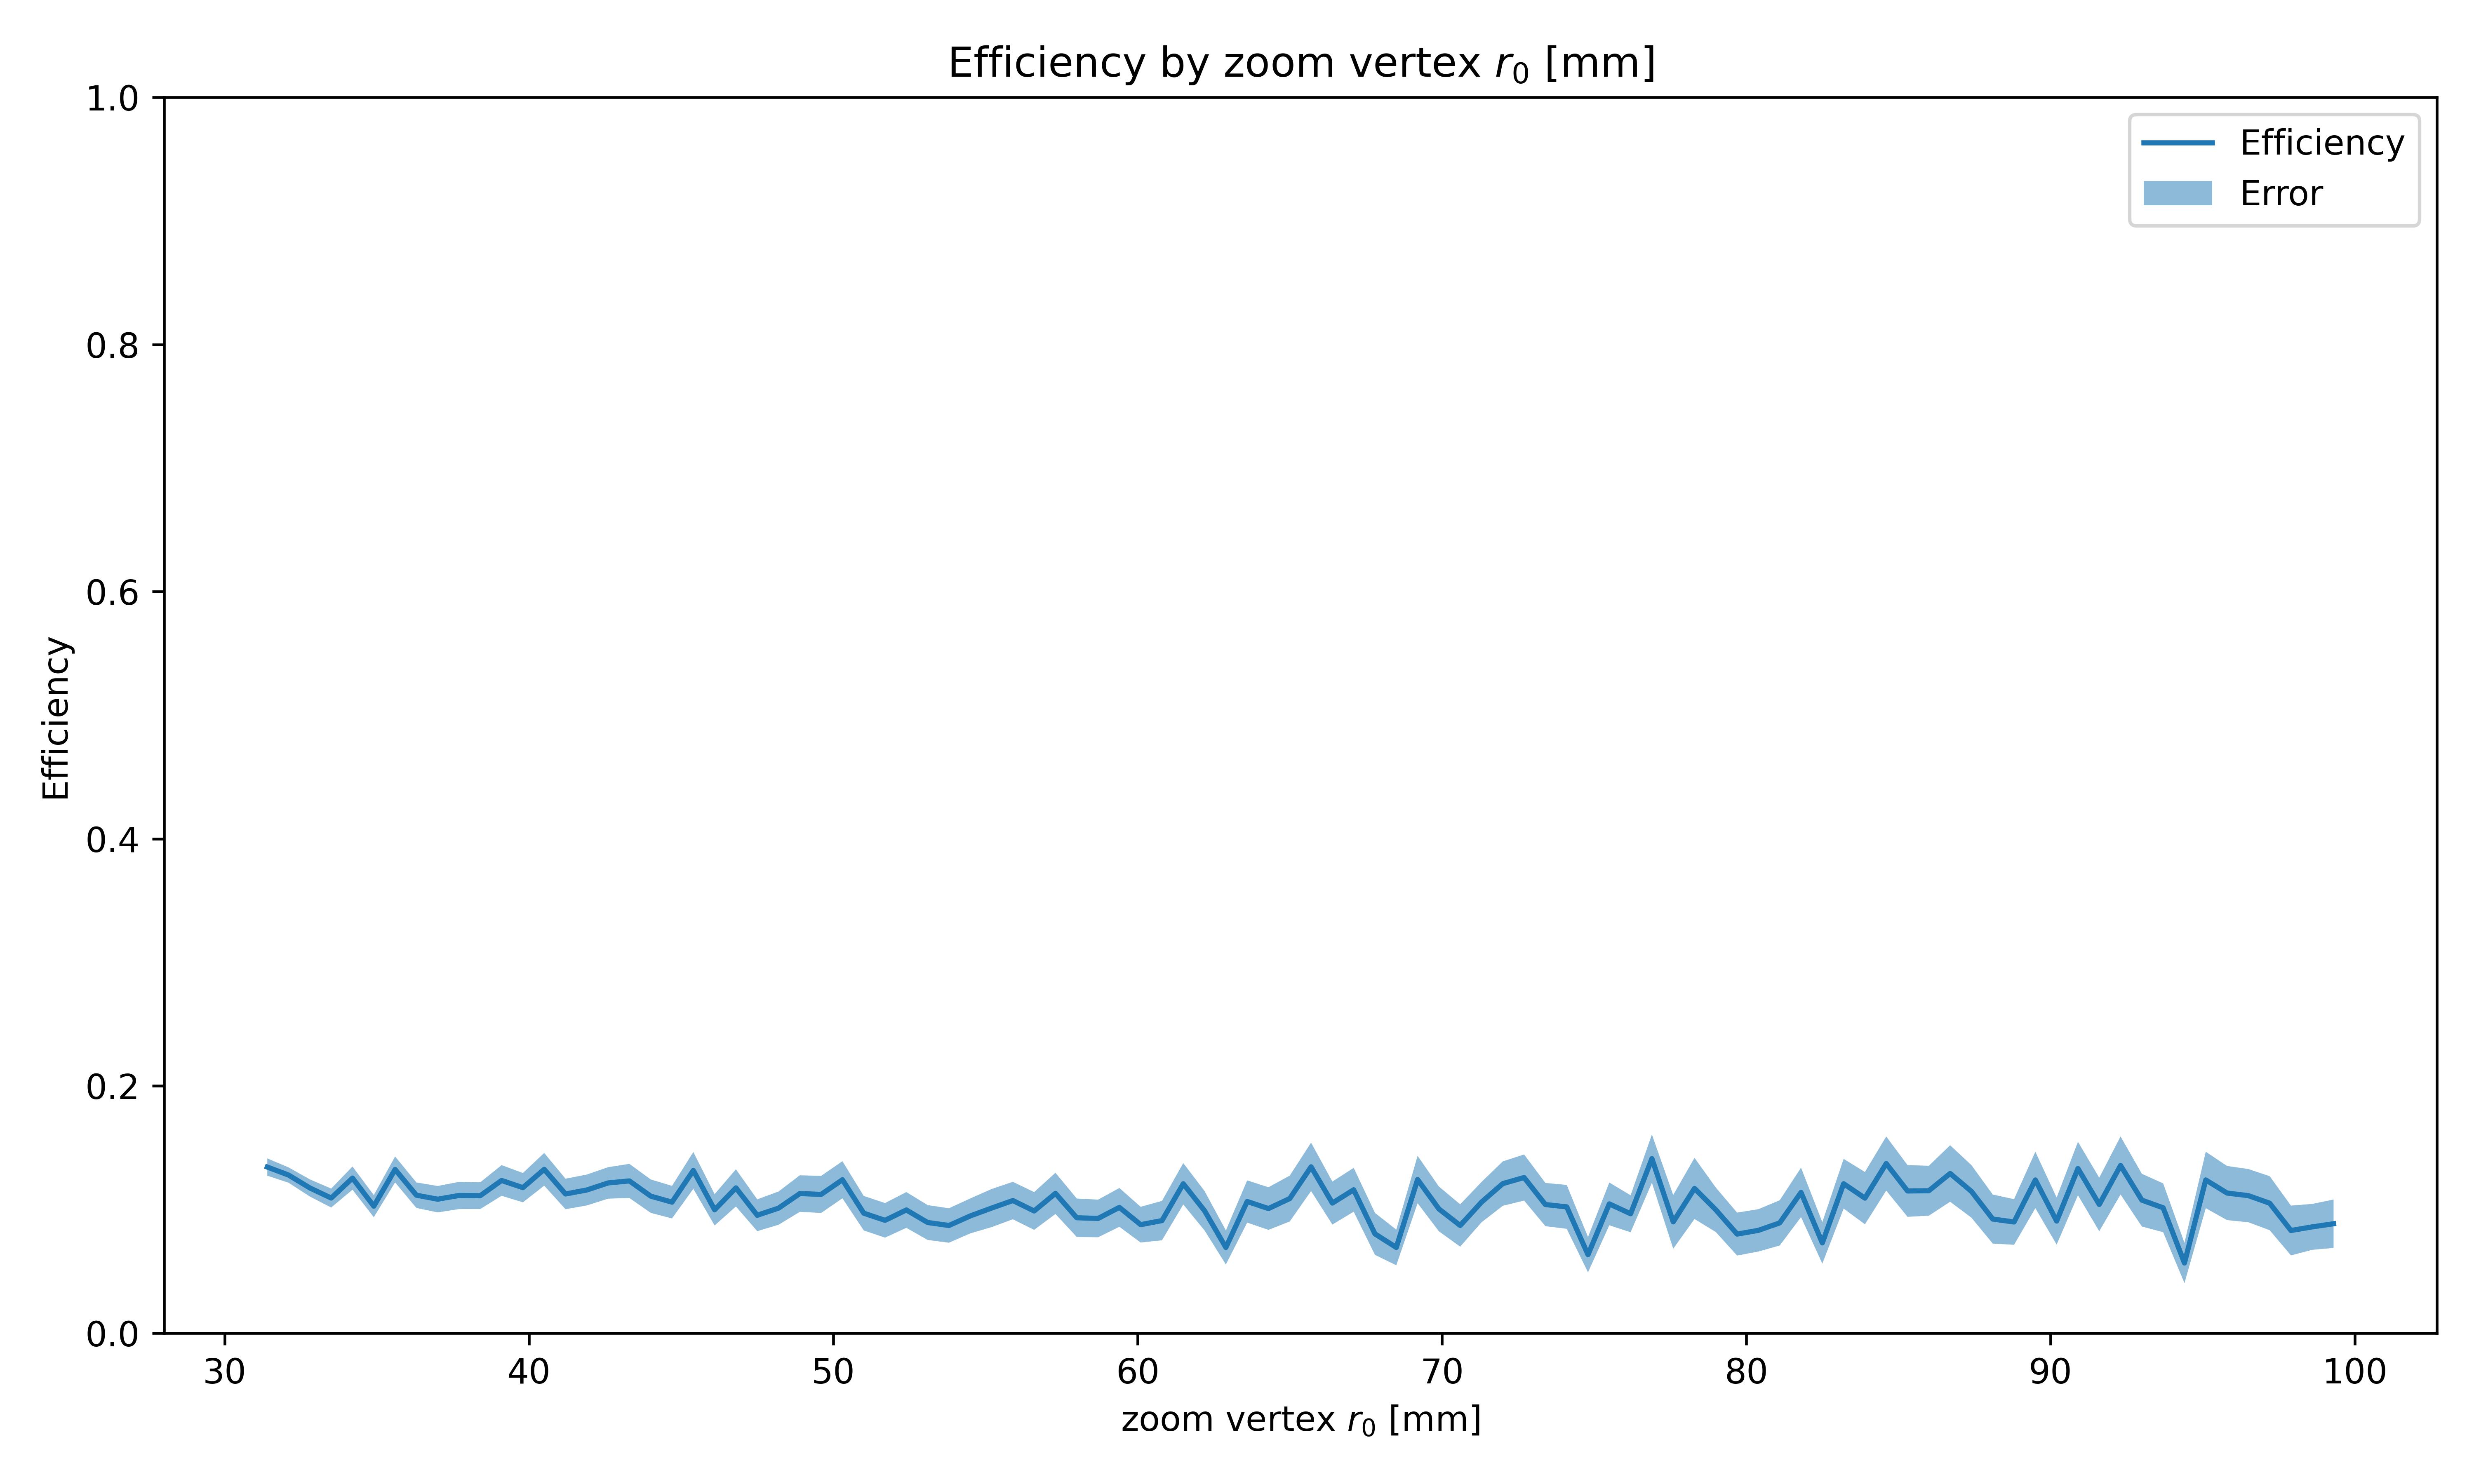 Efficiency by zoom vertex r₀ [mm]
1.0
0.8
0.6
0.4
0.2
0.0
Efficiency
Efficiency
Error
30 40 50 60 70 80 90 100
zoom vertex r₀ [mm]